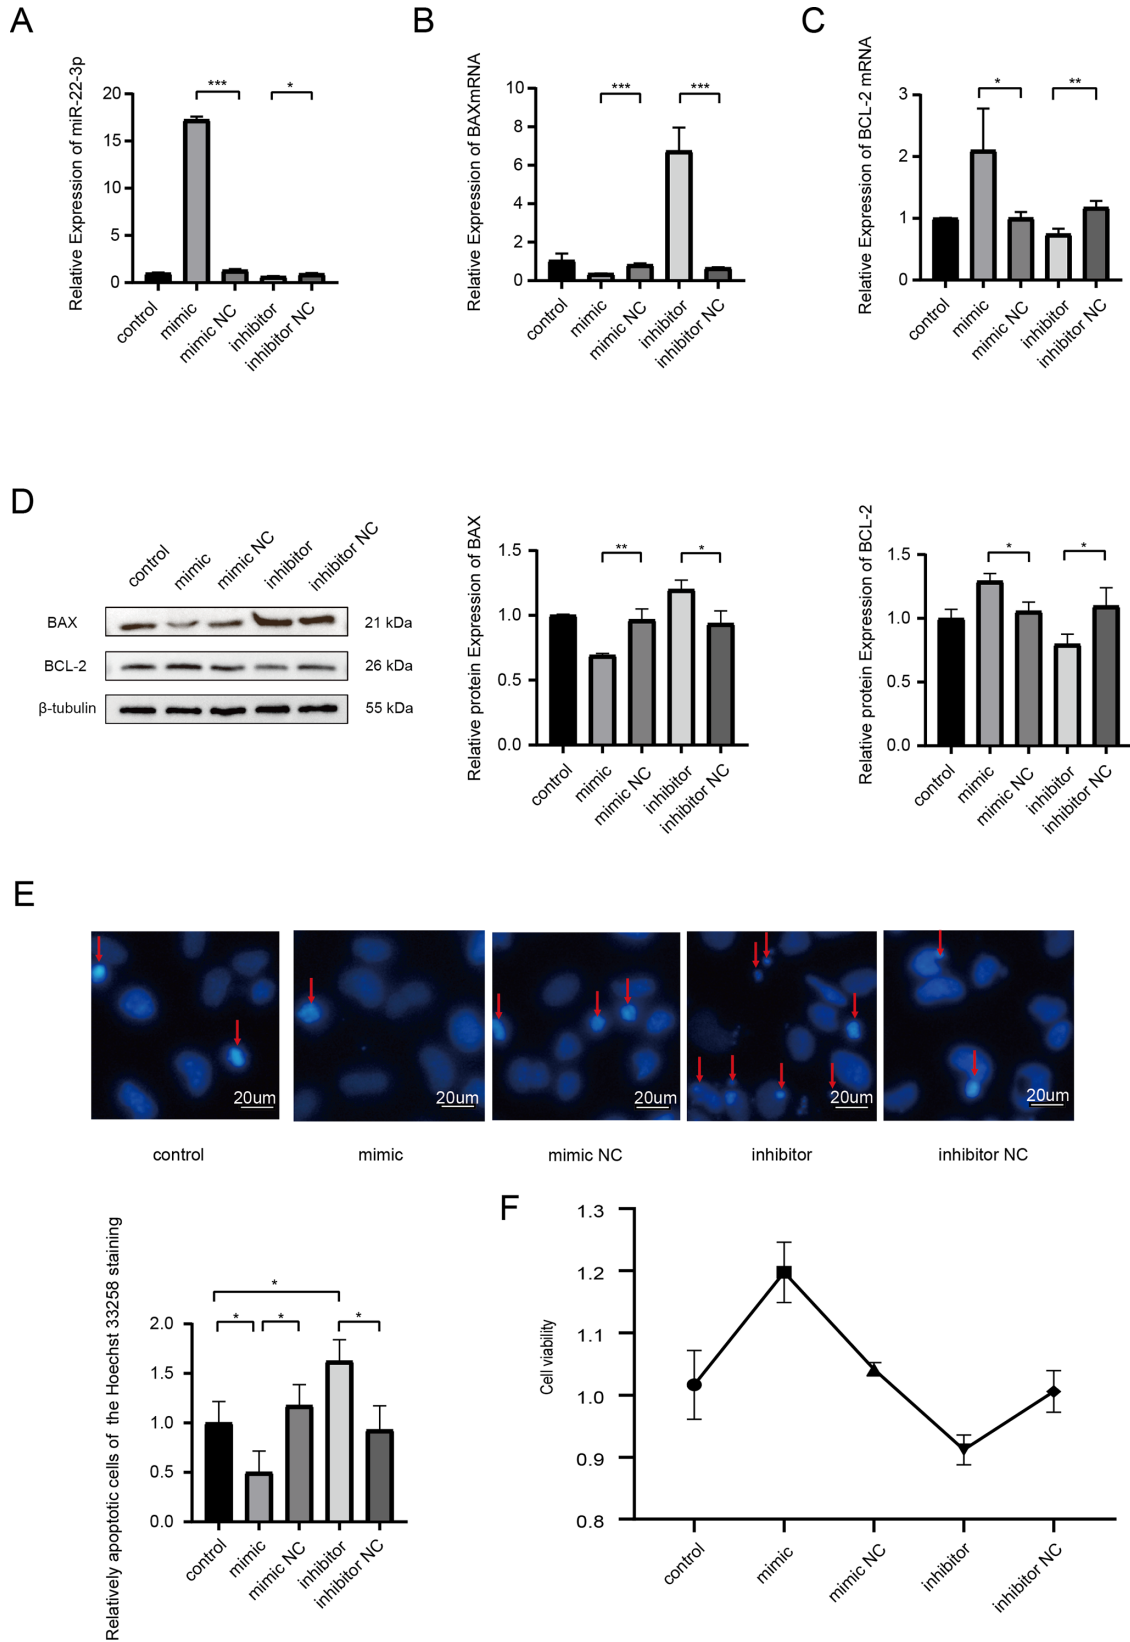 A
B
C
Relative Expression of miR-22-3p
20
15
10
5
0
***
*
control
mimic
mimic NC
inhibitor
inhibitor NC
Relative Expression of BAXmRNA
10
8
6
4
2
0
***
***
control
mimic
mimic NC
inhibitor
inhibitor NC
Relative Expression of BCL-2 mRNA
3
2
1
0
*
**
control
mimic
mimic NC
inhibitor
inhibitor NC
D
control
mimic
mimic NC
inhibitor
inhibitor NC
BAX
21 kDa
BCL-2
26 kDa
β-tubulin
55 kDa
Relative protein Expression of BAX
1.5
1.0
0.5
0.0
**
*
control
mimic
mimic NC
inhibitor
inhibitor NC
Relative protein Expression of BCL-2
1.5
1.0
0.5
0.0
*
*
control
mimic
mimic NC
inhibitor
inhibitor NC
E
20um
20um
20um
20um
20um
control
mimic
mimic NC
inhibitor
inhibitor NC
Relatively apoptotic cells of the Hoechst 33258 staining
2.0
1.5
1.0
0.5
0.0
*
*
*
*
control
mimic
mimic NC
inhibitor
inhibitor NC
F
Cell viability
1.3
1.2
1.1
1.0
0.9
0.8
control
mimic
mimic NC
inhibitor
inhibitor NC